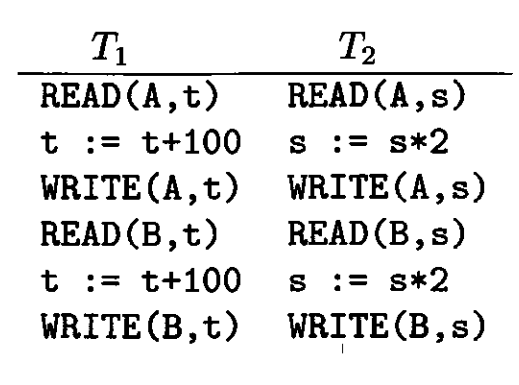 T₁ T₂
READ(A,t) READ(A,s)
t := t+100 s := s*2
WRITE(A,t) WRITE(A,s)
READ(B,t) READ(B,s)
t := t+100 s := s*2
WRITE(B,t) WRITE(B,s)